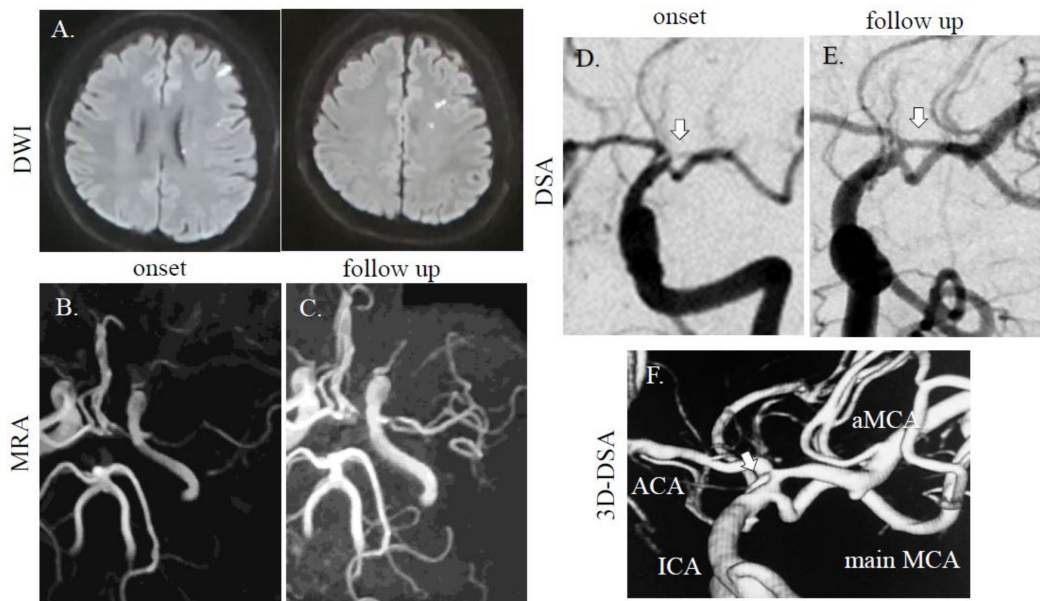 A.
DWI
onset
follow up
B.
C.
MRA
onset
follow up
D.
E.
DSA
F.
aMCA
ACA
ICA
main MCA
3D-DSA